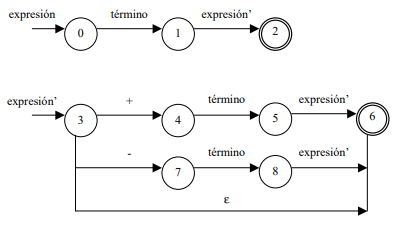 expresión término expresión’
0 1 2
expresión’ + término expresión’
3 4 5 6
- término expresión’
7 8
ε